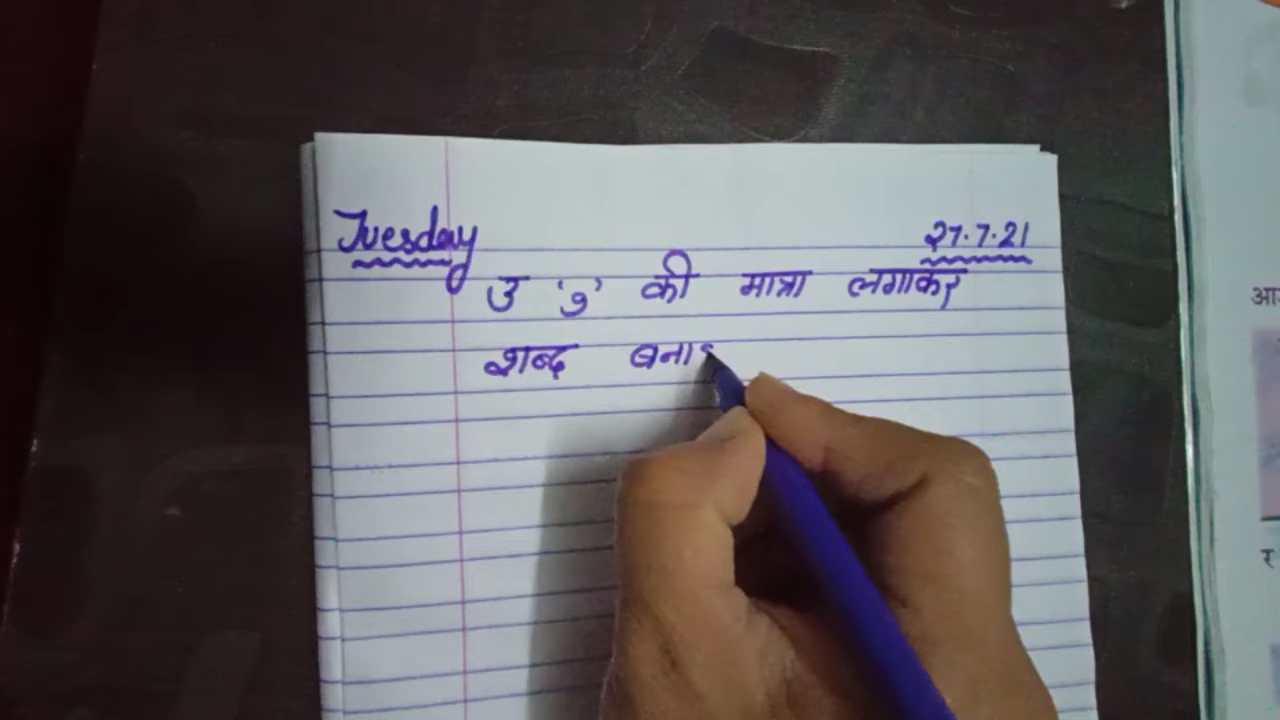 Tuesday 27.7.21
उ 'ु' की मात्रा लगाकर
शब्द बना
र